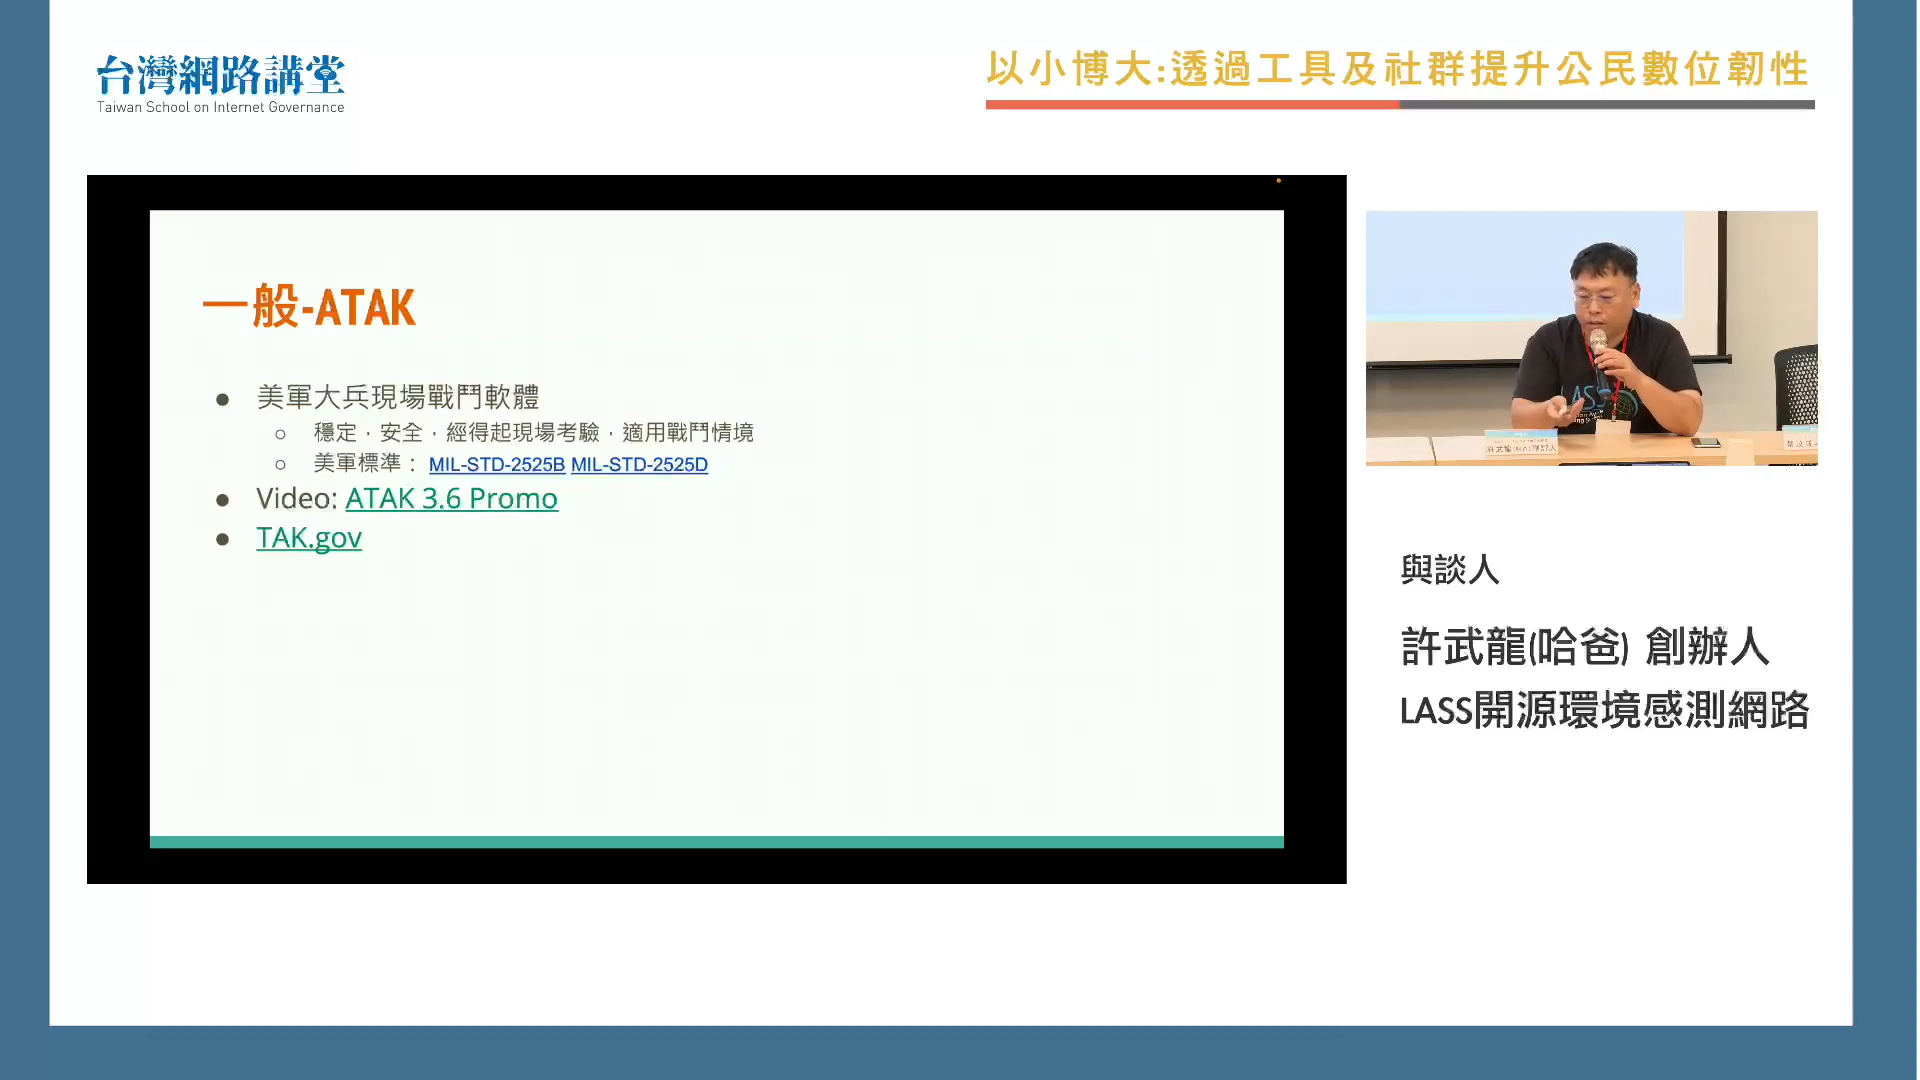 台灣網路講堂
Taiwan School on Internet Governance
以小博大:透過工具及社群提升公民數位韌性
一般-ATAK
美軍大兵現場戰鬥軟體
穩定，安全，經得起現場考驗，適用戰鬥情境
美軍標準： MIL-STD-2525B MIL-STD-2525D
Video: ATAK 3.6 Promo
TAK.gov
與談人
許武龍(哈爸) 創辦人
LASS開源環境感測網路